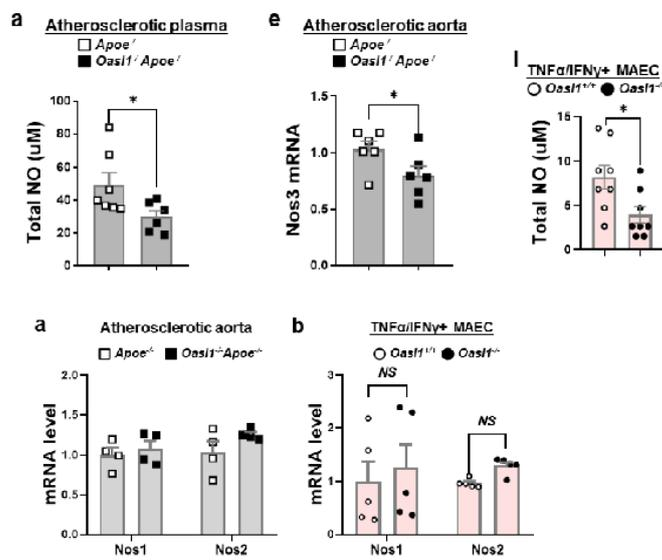 a
Atherosclerotic plasma
Apoe-/-
Oasl1-/-Apoe-/-
*
100
80
60
40
20
0
Total NO (uM)
e
Atherosclerotic aorta
Apoe-/-
Oasl1-/-Apoe-/-
*
1.5
1.0
0.5
0.0
Nos3 mRNA
l
TNFα/IFNγ+ MAEC
Oasl1+/+ Oasl1-/-
*
15
10
5
0
Total NO (uM)
a
Atherosclerotic aorta
Apoe-/- Oasl1-/-Apoe-/-
2.0
1.5
1.0
0.5
0.0
mRNA level
Nos1 Nos2
b
TNFα/IFNγ+ MAEC
Oasl1+/+ Oasl1-/-
NS
NS
3
2
1
0
mRNA level
Nos1 Nos2